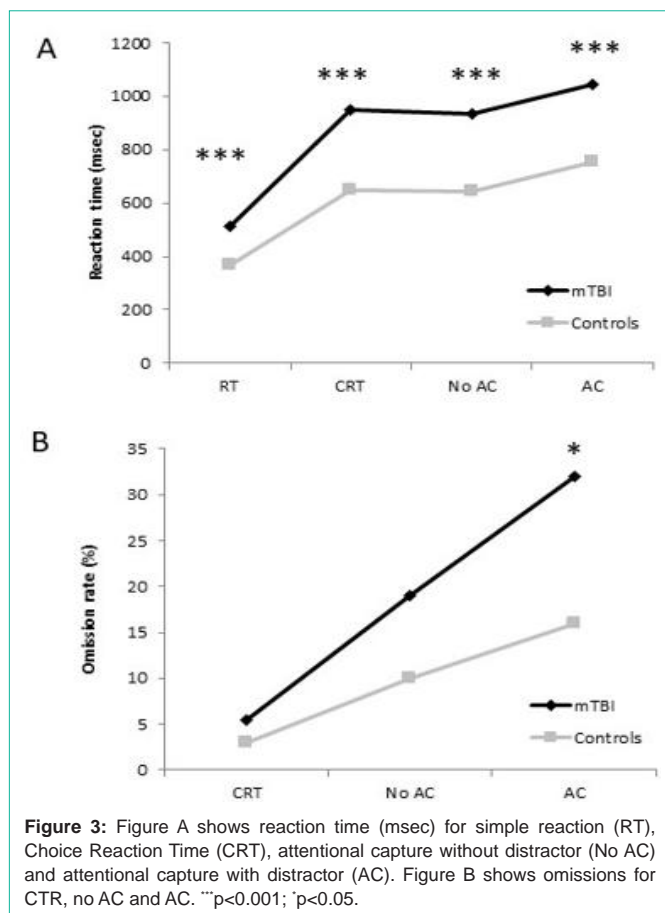 A
1200
1000
800
600
400
200
0
Reaction time (msec)
***
***
***
***
mTBI
Controls
RT CRT No AC AC
B
35
30
25
20
15
10
5
0
Omission rate (%)
*
mTBI
Controls
CRT No AC AC
Figure 3: Figure A shows reaction time (msec) for simple reaction (RT),
Choice Reaction Time (CRT), attentional capture without distractor (No AC)
and attentional capture with distractor (AC). Figure B shows omissions for
CTR, no AC and AC. ***p<0.001; *p<0.05.